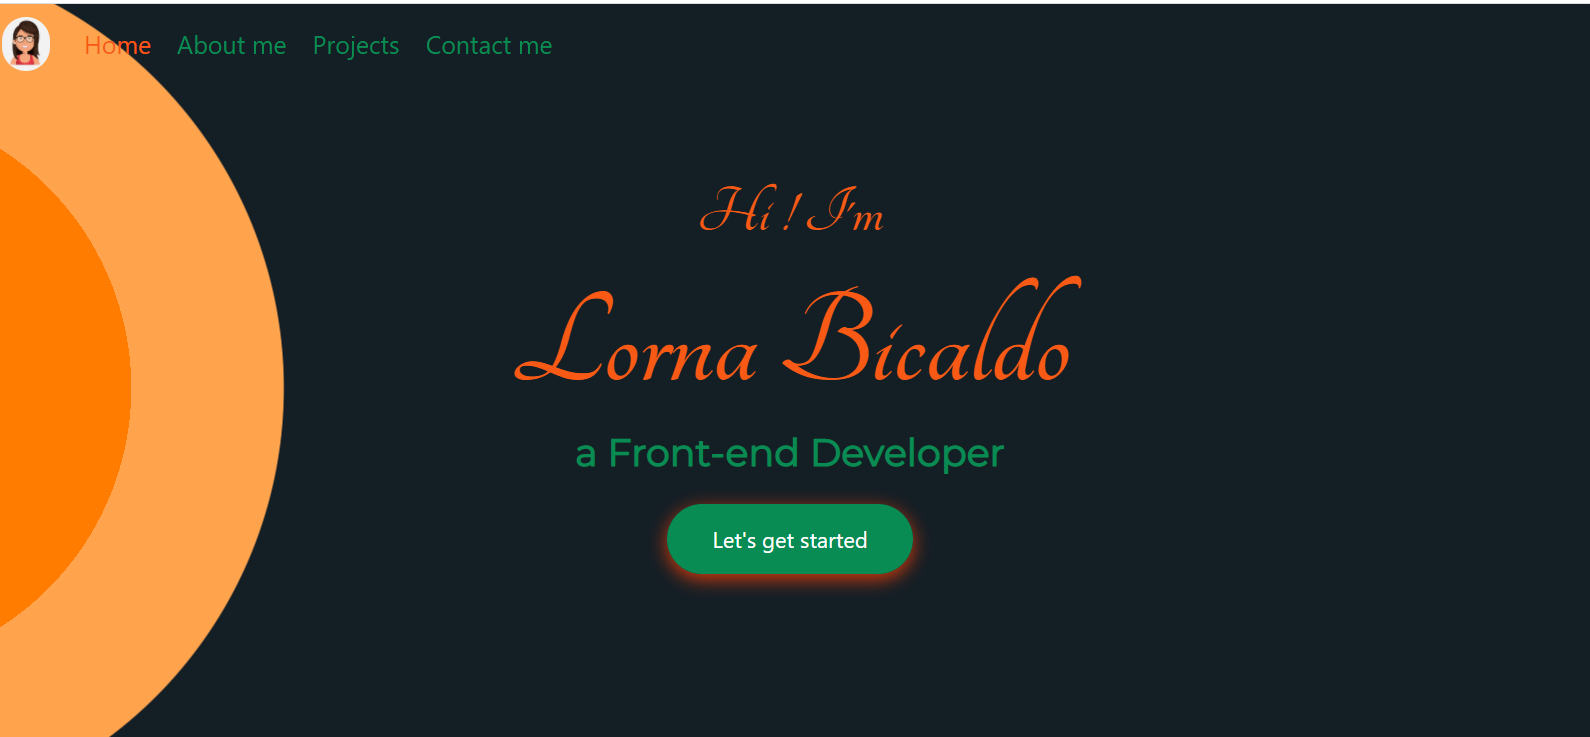 Home About me Projects Contact me
Hi ! I'm
Lorna Bicaldo
a Front-end Developer
Let's get started